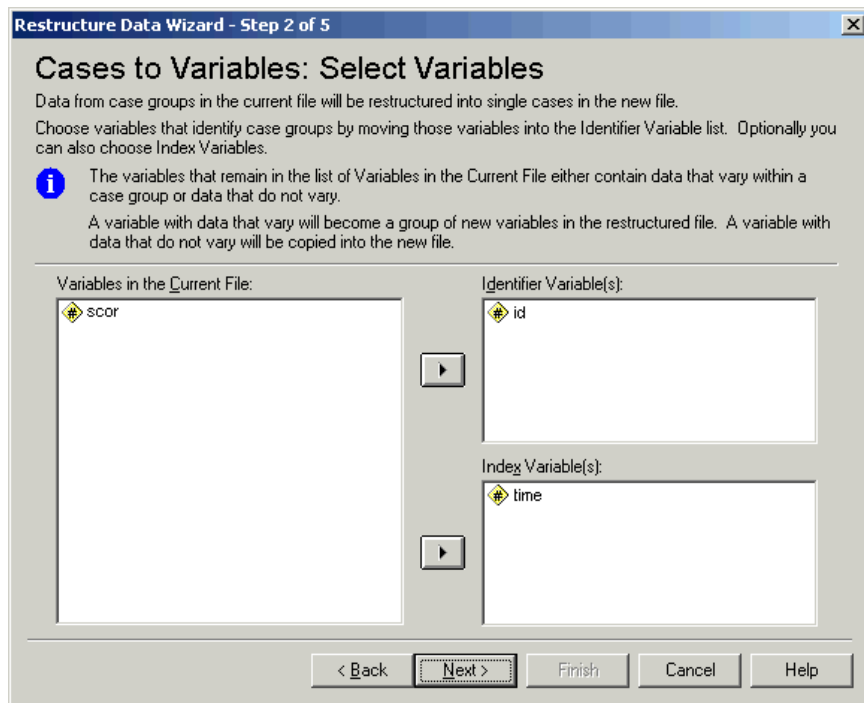 Restructure Data Wizard - Step 2 of 5
Cases to Variables: Select Variables
Data from case groups in the current file will be restructured into single cases in the new file.
Choose variables that identify case groups by moving those variables into the Identifier Variable list.  Optionally you
can also choose Index Variables.
The variables that remain in the list of Variables in the Current File either contain data that vary within a
case group or data that do not vary.
A variable with data that vary will become a group of new variables in the restructured file.  A variable with
data that do not vary will be copied into the new file.
Variables in the Current File:
# scor
Identifier Variable(s):
# id
Index Variable(s):
# time
< Back
Next >
Finish
Cancel
Help